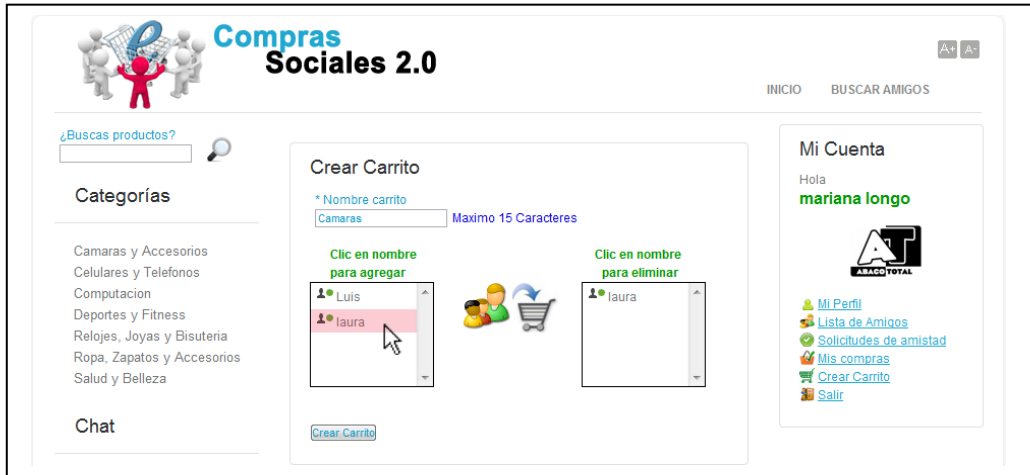 Compras
Sociales 2.0
A+ A-
INICIO BUSCAR AMIGOS
¿Buscas productos?
Categorías
Camaras y Accesorios
Celulares y Telefonos
Computacion
Deportes y Fitness
Relojes, Joyas y Bisuteria
Ropa, Zapatos y Accesorios
Salud y Belleza
Chat
Crear Carrito
* Nombre carrito
Camaras Maximo 15 Caracteres
Clic en nombre
para agregar
Luis
laura
Clic en nombre
para eliminar
laura
Crear Carrito
Mi Cuenta
Hola
mariana longo
AT
ABACO TOTAL
Mi Perfil
Lista de Amigos
Solicitudes de amistad
Mis compras
Crear Carrito
Salir